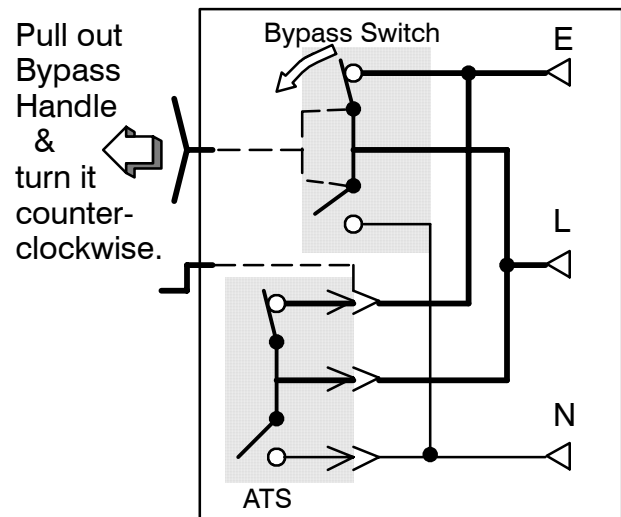 Pull out
Bypass
Handle
&
turn it
counter-
clockwise.
Bypass Switch
E
L
N
ATS